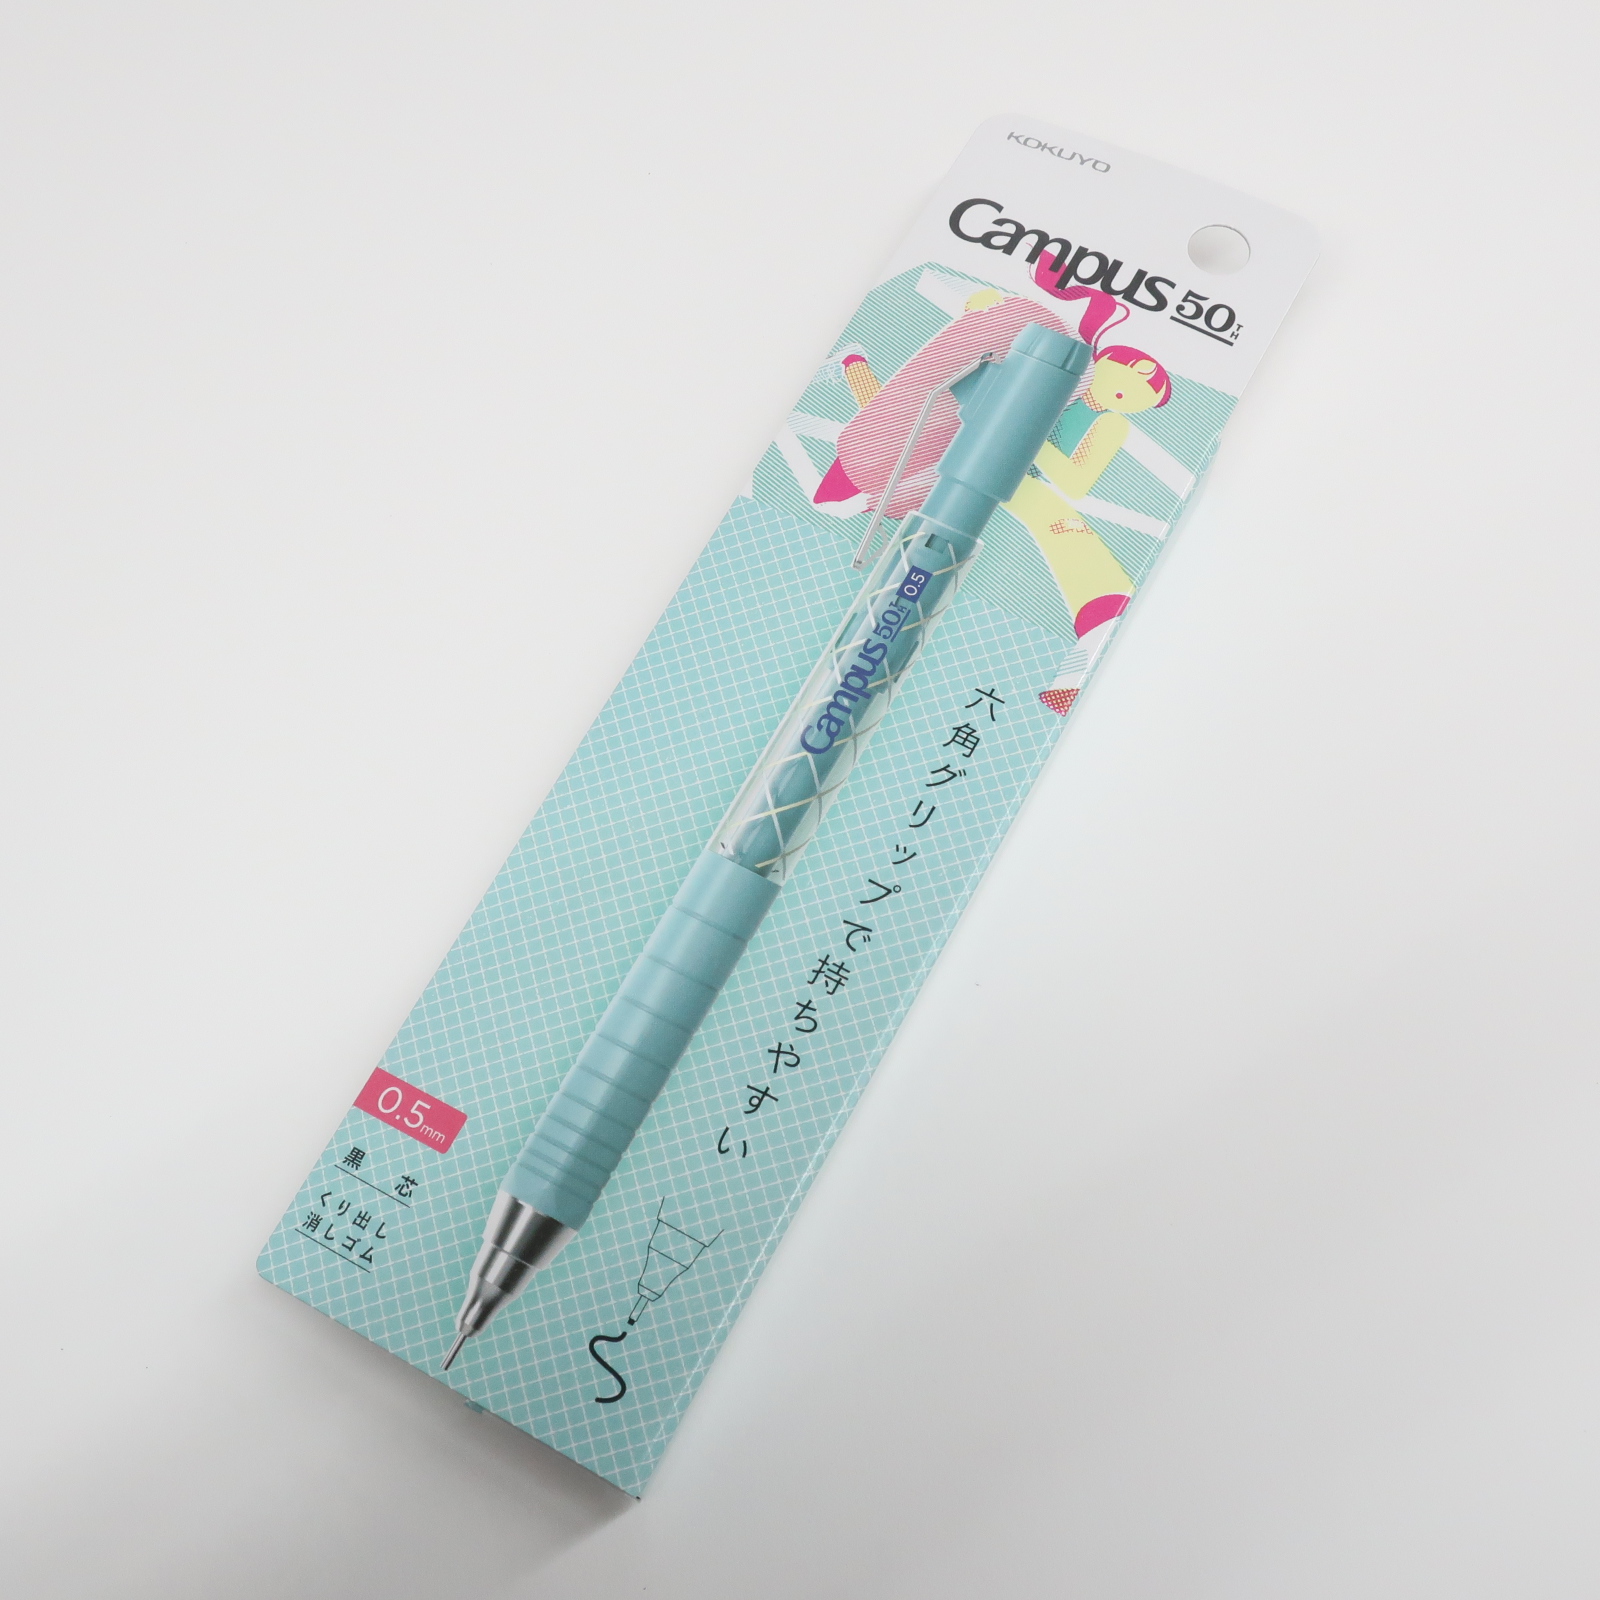 KOKUYO
Campus 50TH
Campus 50TH 0.5
六角グリップで持ちやすい
0.5mm
黒芯
くり出し
消しゴム